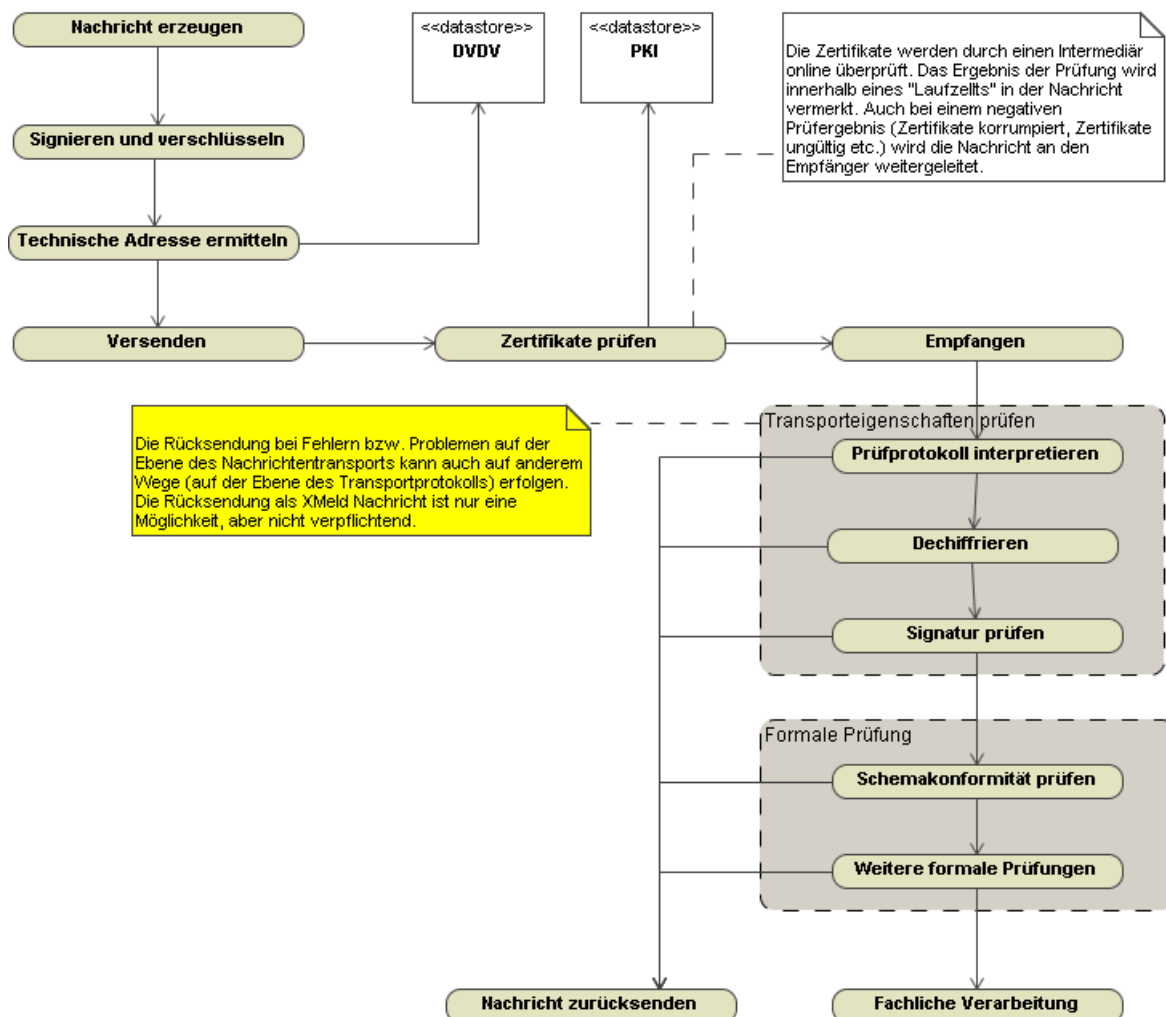 Nachricht erzeugen
<<datastore>>
DVDV
<<datastore>>
PKI
Die Zertifikate werden durch einen Intermediär
online überprüft. Das Ergebnis der Prüfung wird
innerhalb eines "Laufzellts" in der Nachricht
vermerkt. Auch bei einem negativen
Prüfergebnis (Zertifikate korrumpiert, Zertifikate
ungültig etc.) wird die Nachricht an den
Empfänger weitergeleitet.
Signieren und verschlüsseln
Technische Adresse ermitteln
Versenden
Zertifikate prüfen
Empfangen
Die Rücksendung bei Fehlern bzw. Problemen auf der
Ebene des Nachrichtentransports kann auch auf anderem
Wege (auf der Ebene des Transportprotokolls) erfolgen.
Die Rücksendung als XMeld Nachricht ist nur eine
Möglichkeit, aber nicht verpflichtend.
Transporteigenschaften prüfen
Prüfprotokoll interpretieren
Dechiffrieren
Signatur prüfen
Formale Prüfung
Schemakonformität prüfen
Weitere formale Prüfungen
Nachricht zurücksenden
Fachliche Verarbeitung